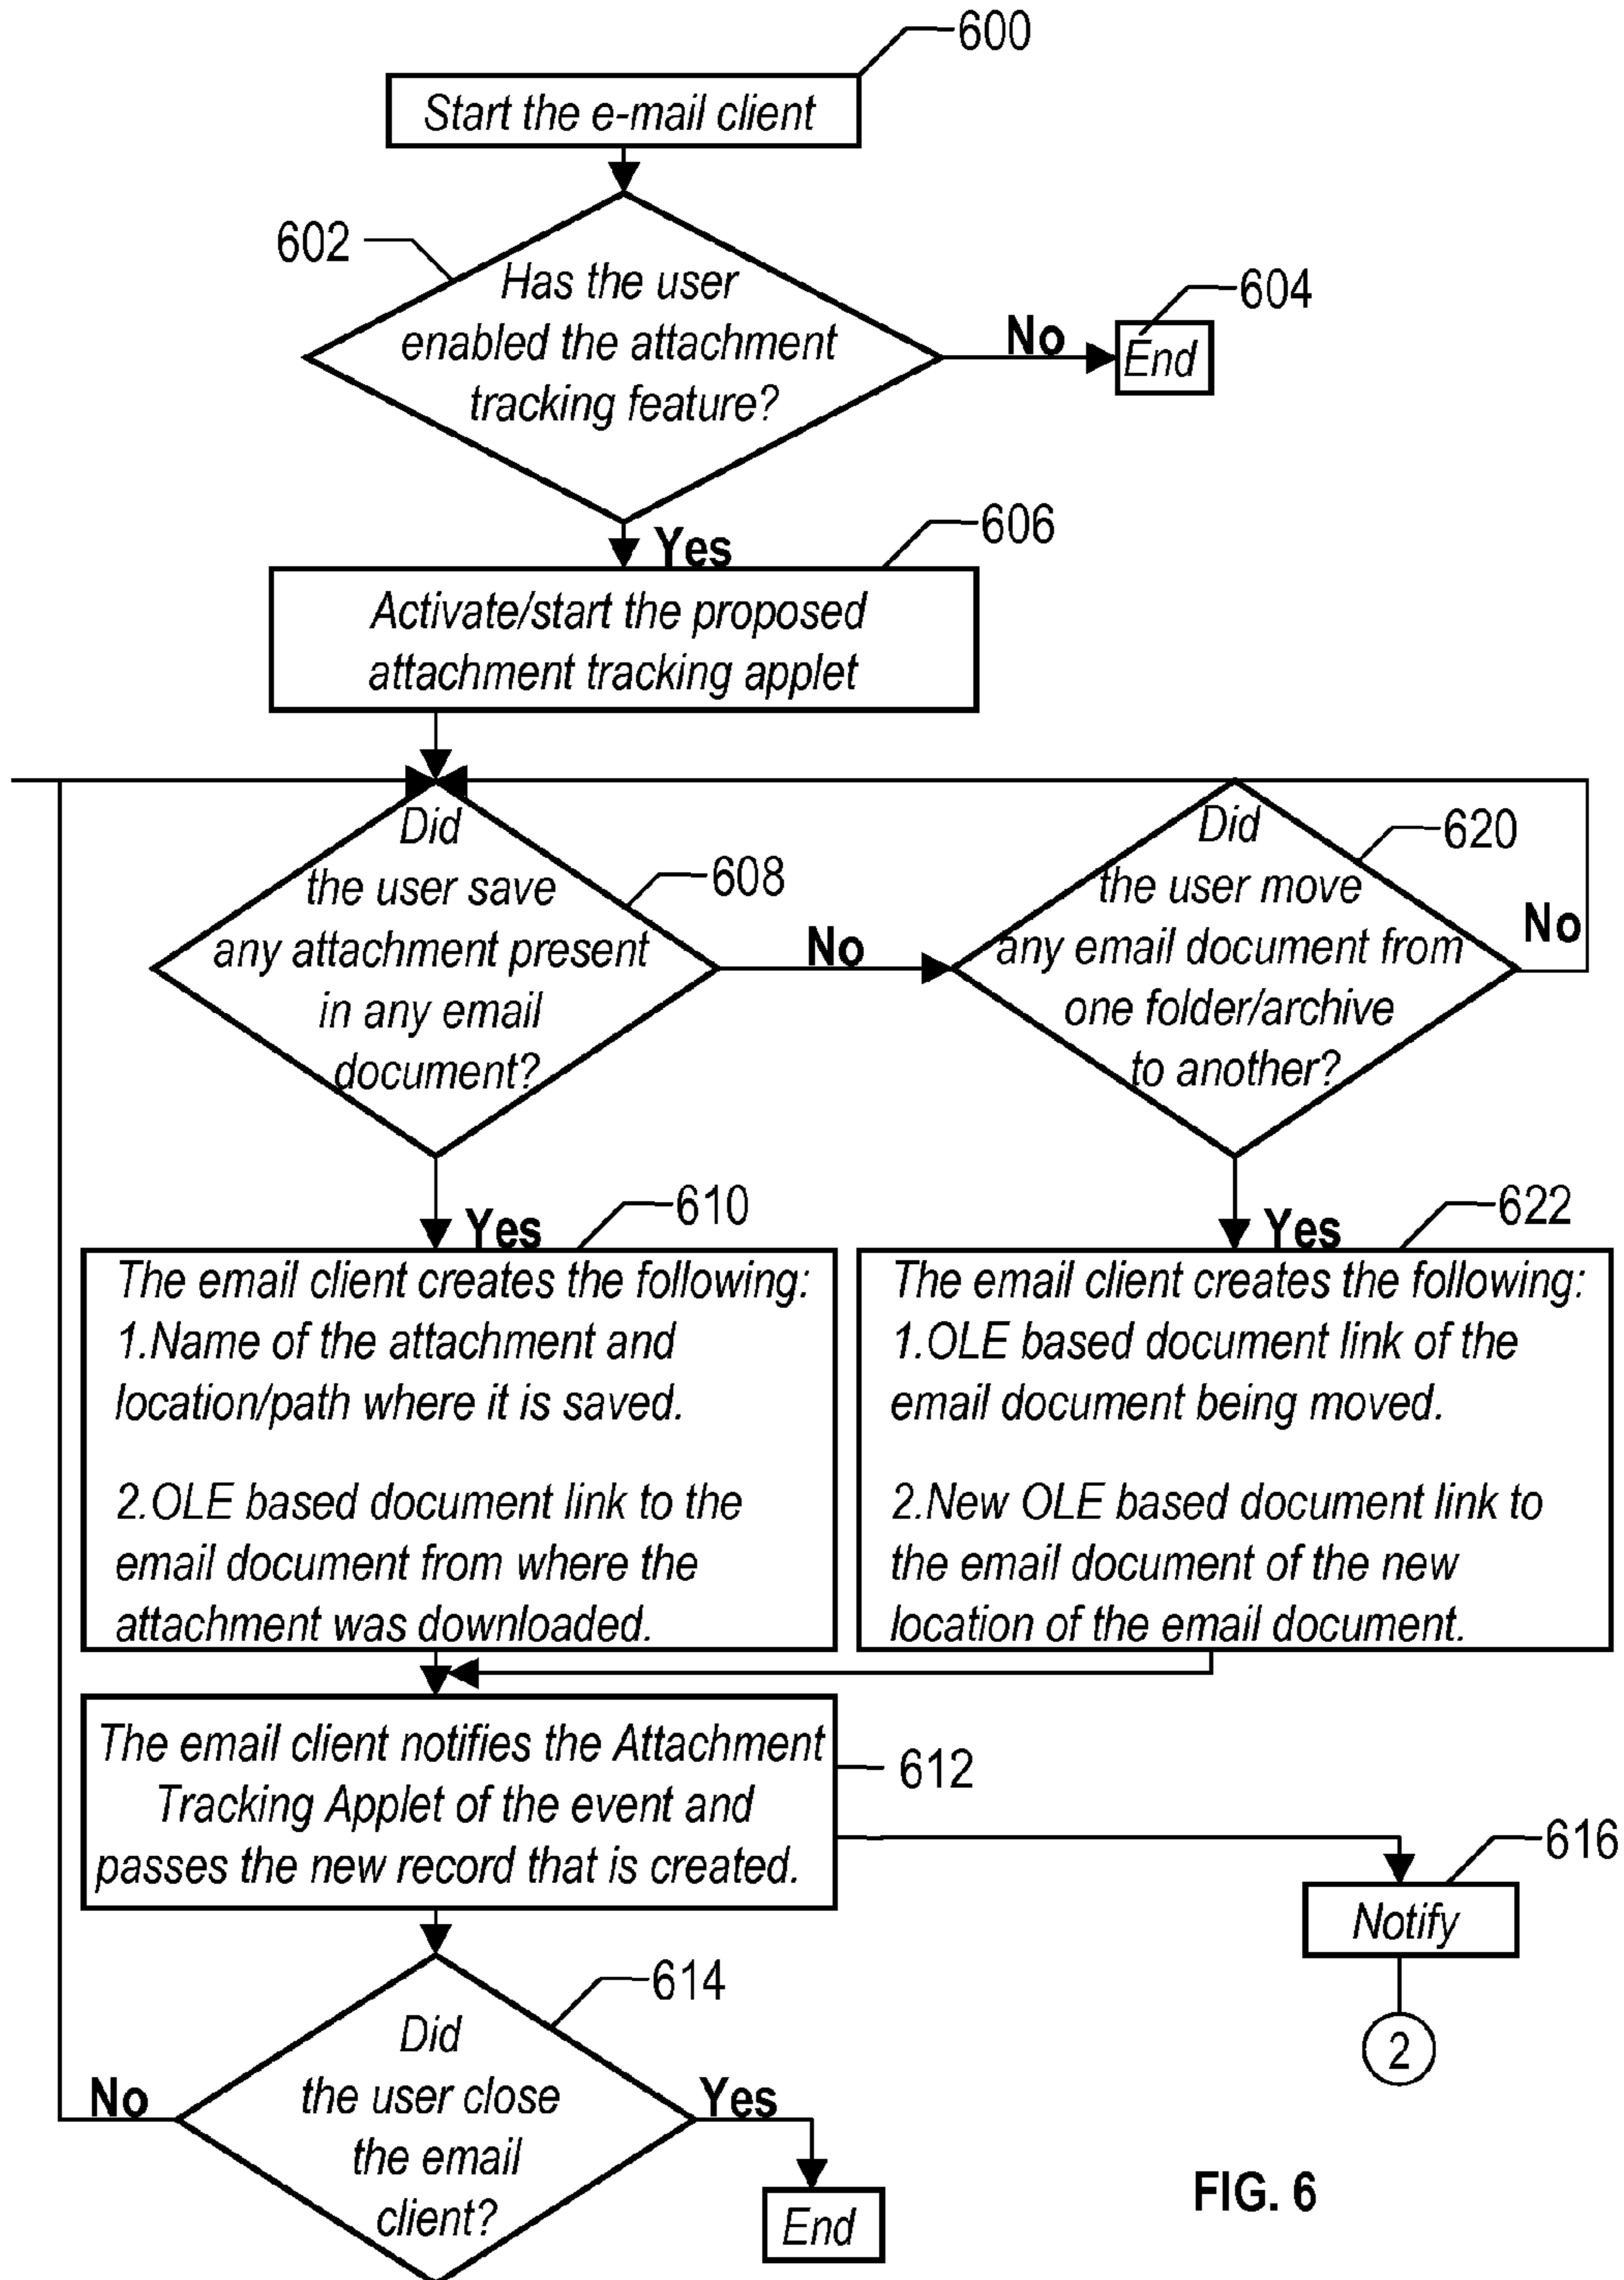 600
Start the e-mail client
602
Has the user
enabled the attachment
tracking feature?
No
604
End
Yes
606
Activate/start the proposed
attachment tracking applet
Did
the user save
any attachment present
in any email
document?
608
No
Did
the user move
any email document from
one folder/archive
to another?
620
No
Yes
610
The email client creates the following:
1.Name of the attachment and
location/path where it is saved.
2.OLE based document link to the
email document from where the
attachment was downloaded.
Yes
622
The email client creates the following:
1.OLE based document link of the
email document being moved.
2.New OLE based document link to
the email document of the new
location of the email document.
The email client notifies the Attachment
Tracking Applet of the event and
passes the new record that is created.
612
616
Notify
2
614
Did
the user close
the email
client?
No
Yes
End
FIG. 6